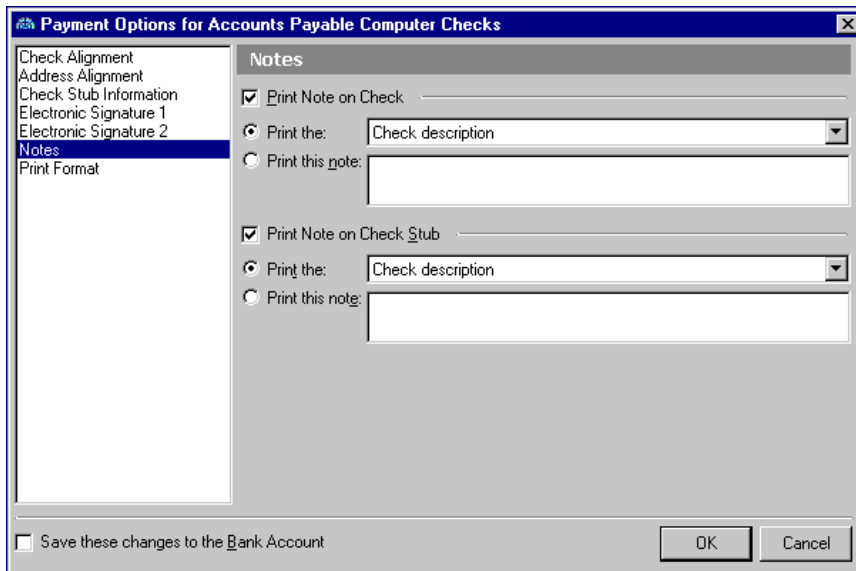 Payment Options for Accounts Payable Computer Checks
Check Alignment
Address Alignment
Check Stub Information
Electronic Signature 1
Electronic Signature 2
Notes
Print Format
Notes
Print Note on Check
Print the:
Check description
Print this note:
Print Note on Check Stub
Print the:
Check description
Print this note:
Save these changes to the Bank Account
OK
Cancel